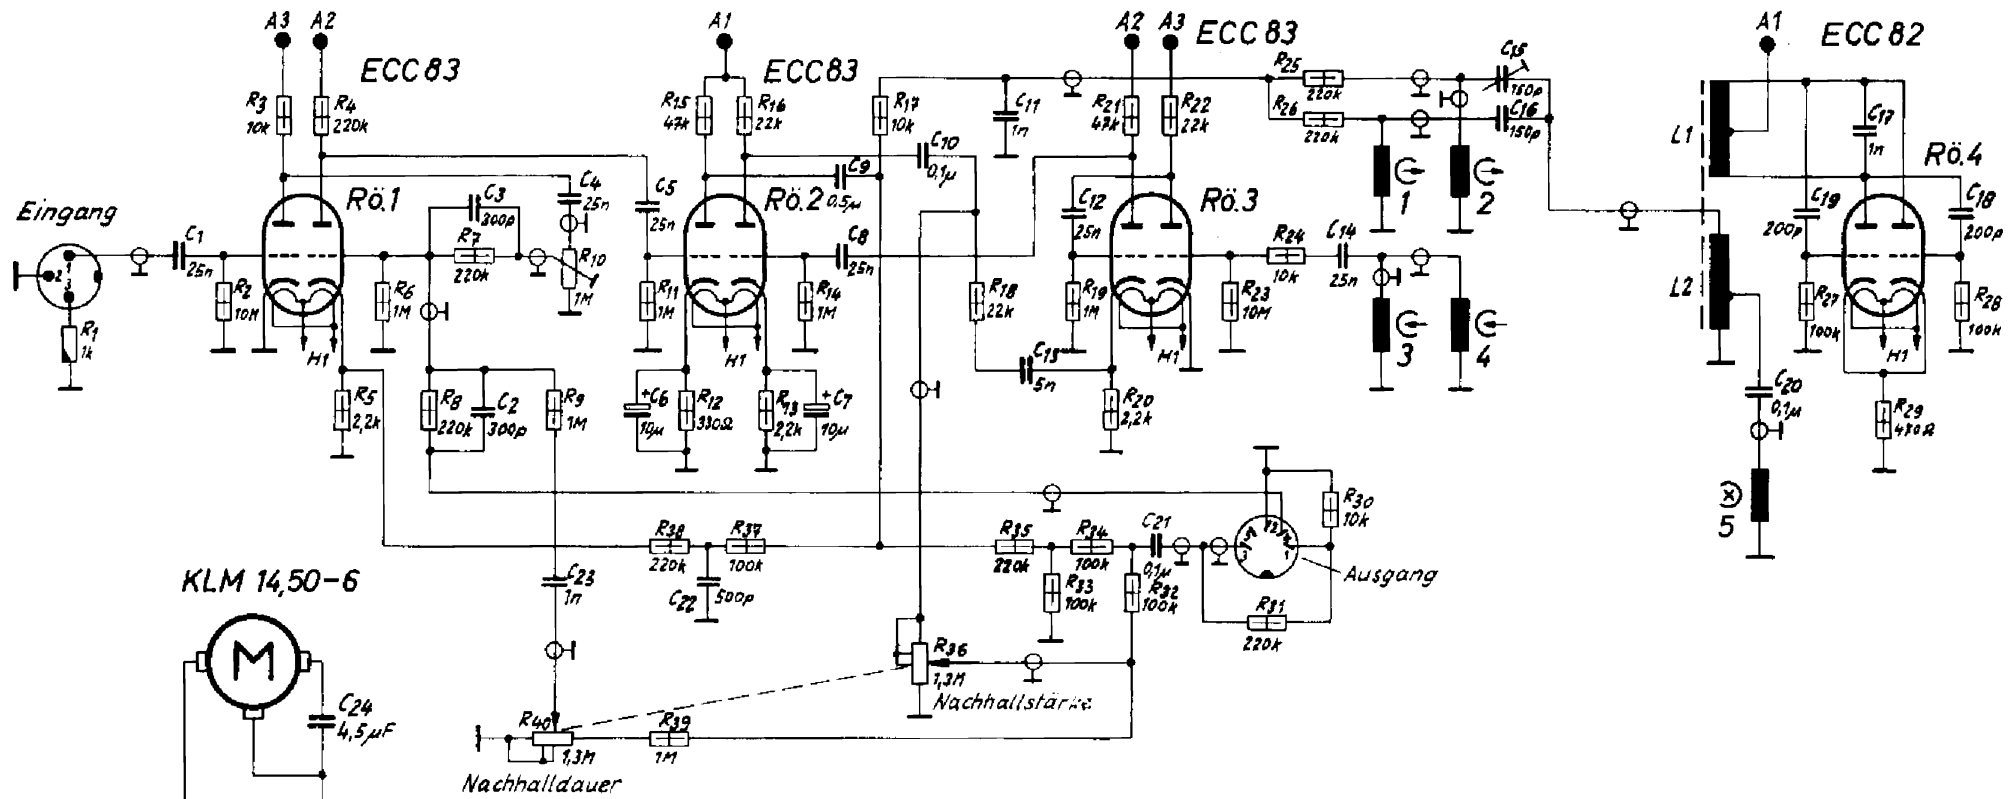 A3 A2
ECC 83
R3
10k
R4
220k
Rö.1
Eingang
1
2
3
C1
25n
R2
10M
R1
1k
H1
R5
2,2k
R6
1M
C3
300p
R7
220k
C4
25n
R10
1M
R8
220k
C2
300p
R9
1M
C5
25n
A1
ECC 83
R15
47k
R16
22k
R17
10k
Rö.2
C9
0,5µ
C10
0,1µ
C8
25n
R11
1M
R14
1M
H1
+C6
10µ
R12
330Ω
R13
2,2k
+C7
10µ
C11
1n
R18
22k
C13
5n
A2 A3
ECC 83
R21
47k
R22
22k
Rö.3
C12
25n
R19
1M
H1
R23
10M
R24
10k
C14
25n
R20
2,2k
R25
220k
R26
220k
C15
150p
C16
150p
1
2
3
4
A1
ECC 82
L1
L2
C17
1n
Rö.4
C19
200p
C18
200p
R27
100k
H1
R28
100k
C20
0,1µ
R29
470Ω
5
R38
220k
R37
100k
C22
500p
R35
220k
R34
100k
C21
0,1µ
R33
100k
R32
100k
R30
10k
1
Ausgang
R31
220k
C23
1n
R36
1,3M
Nachhallstärke
R40
1,3M
R39
1M
Nachhalldauer
KLM 14,50-6
M
C24
4,5µF